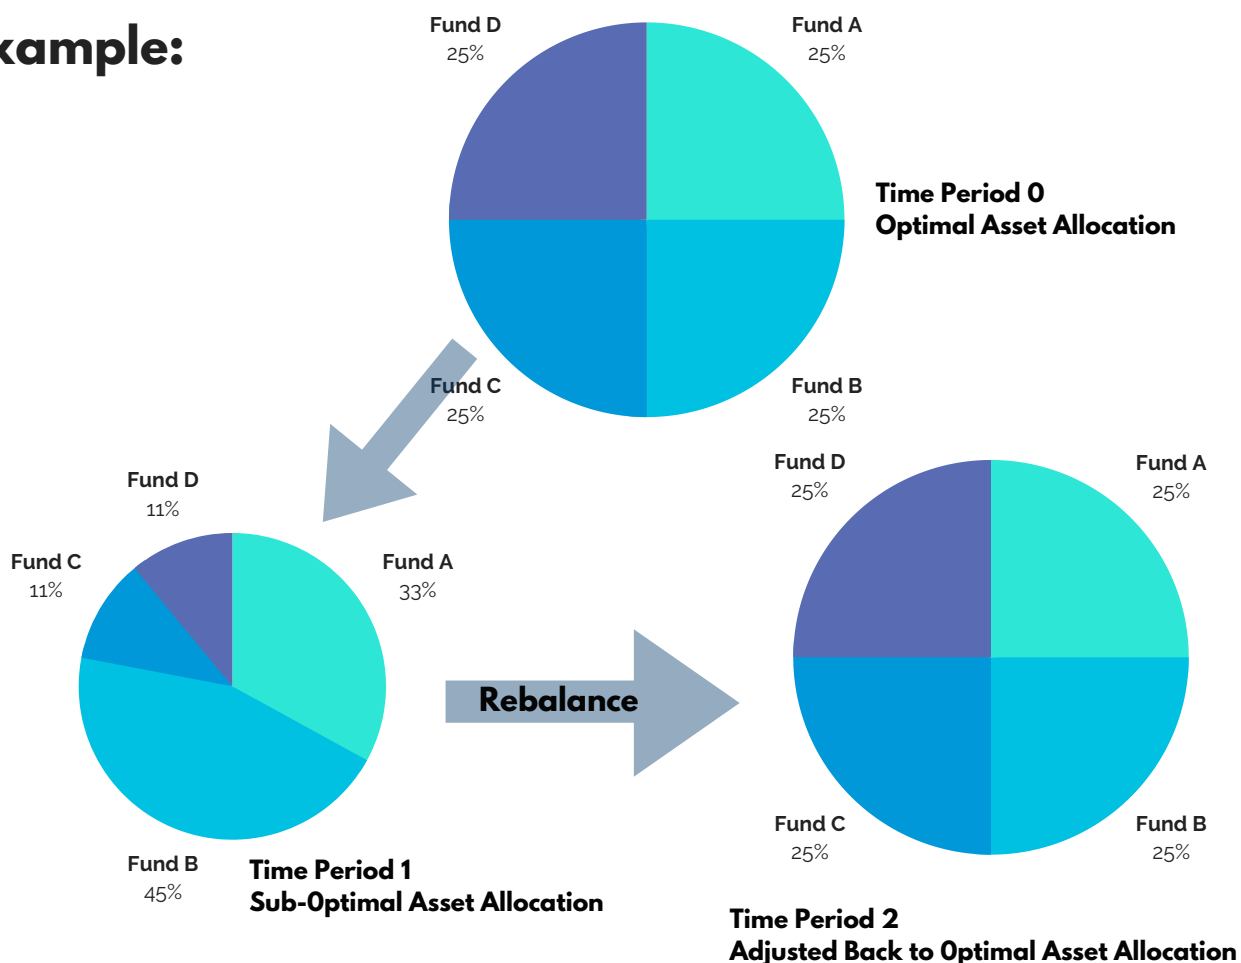 xample:
Fund D
25%
Fund A
25%
Time Period 0
Optimal Asset Allocation
Fund C
25%
Fund B
25%
Fund D
11%
Fund C
11%
Fund A
33%
Fund B
45%
Time Period 1
Sub-Optimal Asset Allocation
Rebalance
Fund D
25%
Fund A
25%
Fund C
25%
Fund B
25%
Time Period 2
Adjusted Back to Optimal Asset Allocation